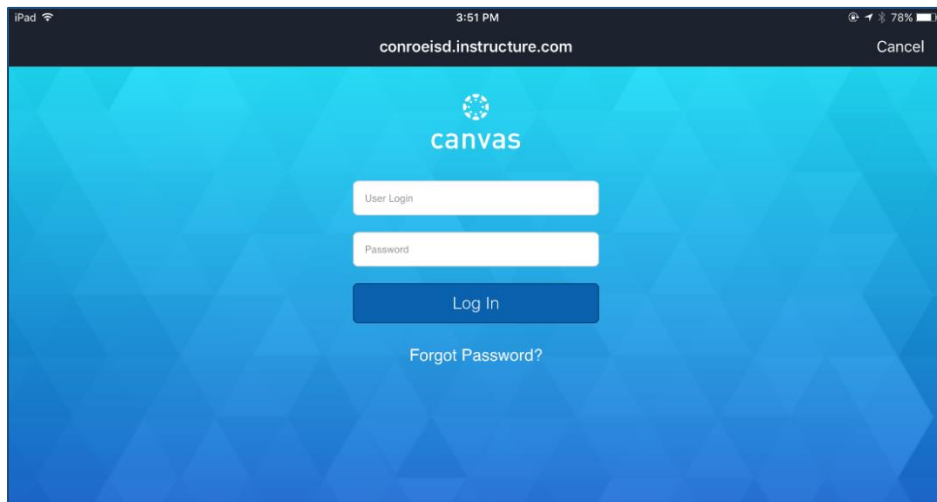 iPad 3:51 PM 78%
conroeisd.instructure.com Cancel
canvas
User Login
Password
Log In
Forgot Password?